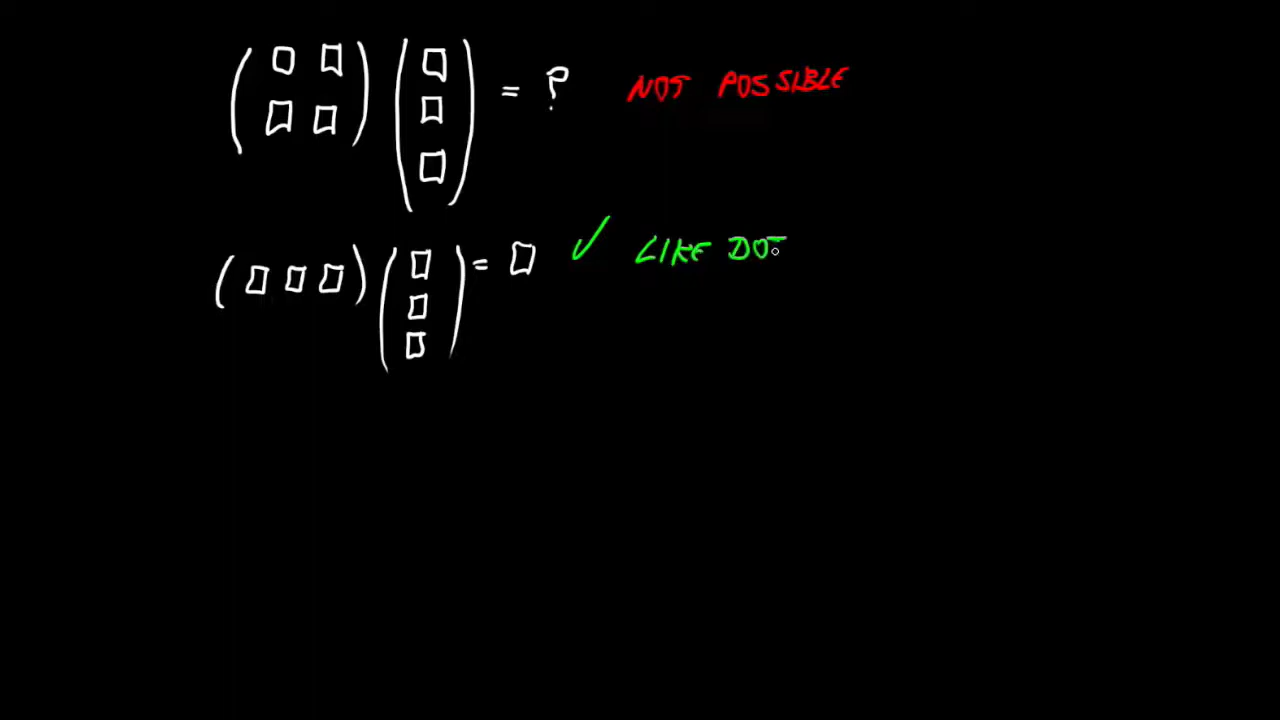 (□ □ □ □) (□ □ □) = ? NOT POSSIBLE
(□ □ □) (□ □ □) = □ ✓ LIKE DOT